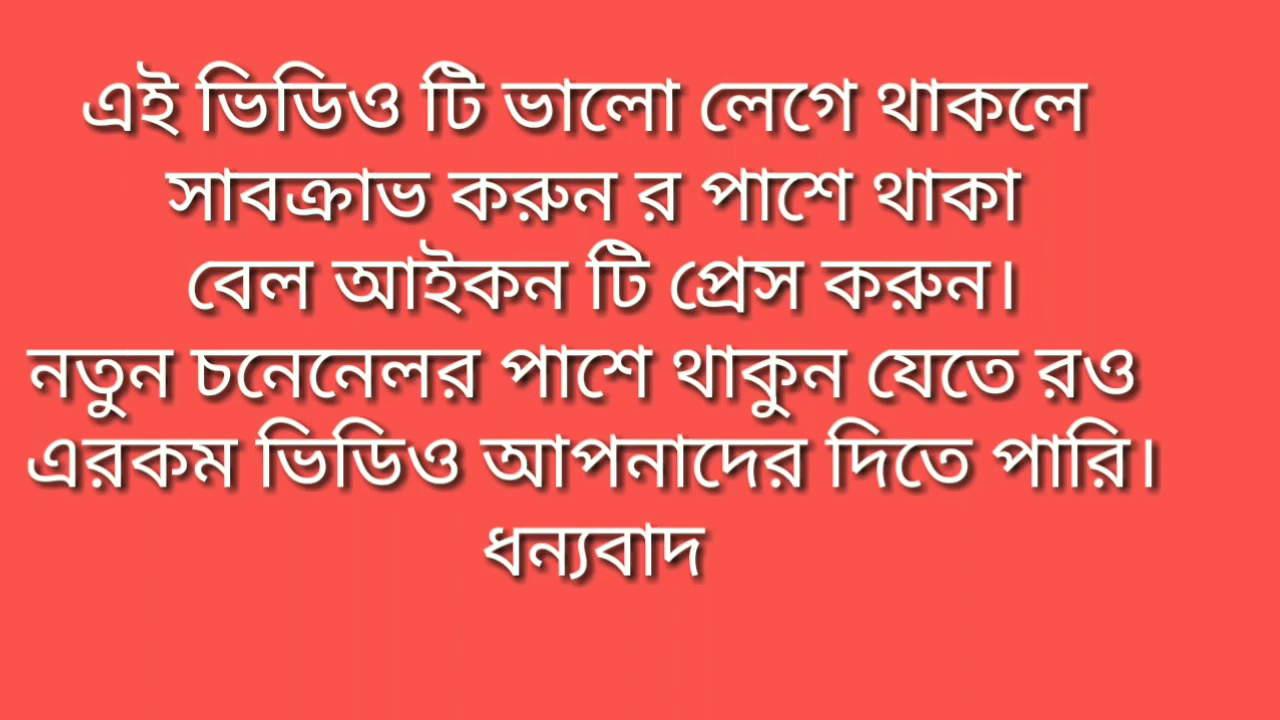 এই ভিডিও টি ভালো লেগে থাকলে
সাবক্রাভ করুন র পাশে থাকা
বেল আইকন টি প্রেস করুন।
নতুন চনেনেলর পাশে থাকুন যেতে রও
এরকম ভিডিও আপনাদের দিতে পারি।
ধন্যবাদ